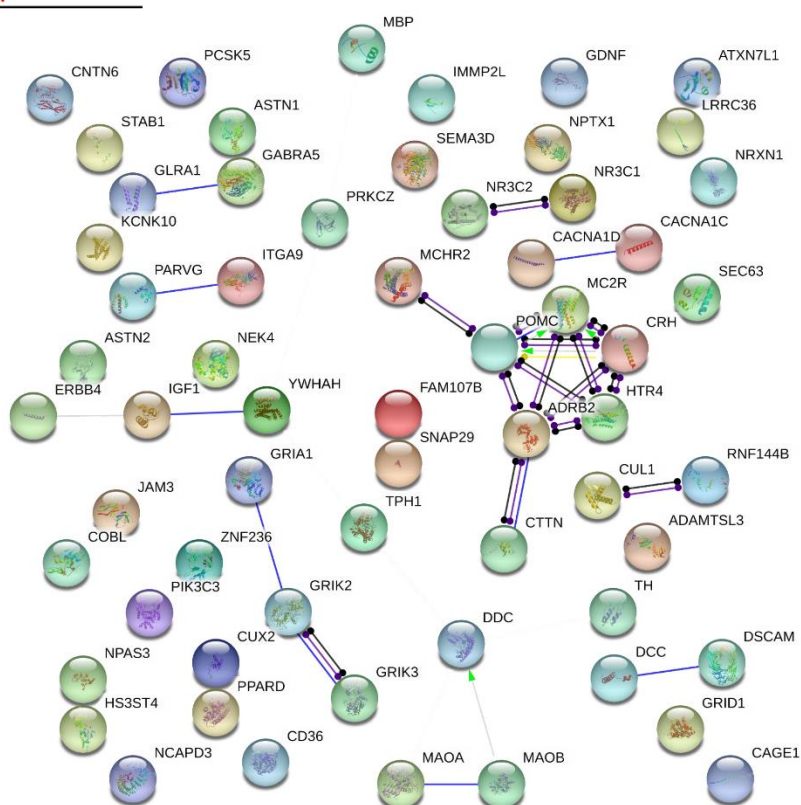 MBP
PCSK5
CNTN6
IMMP2L
GDNF
ATXN7L1
STAB1
ASTN1
LRRC36
SEMA3D
NPTX1
GLRA1
GABRA5
NRXN1
NR3C2
NR3C1
PRKCZ
KCNK10
CACNA1D
CACNA1C
PARVG
ITGA9
MCHR2
MC2R
SEC63
POMC
CRH
ASTN2
NEK4
ERBB4
IGF1
YWHAH
FAM107B
HTR4
ADRB2
SNAP29
GRIA1
CUL1
RNF144B
JAM3
TPH1
CTTN
ADAMTSL3
COBL
ZNF236
PIK3C3
GRIK2
TH
DDC
NPAS3
CUX2
DCC
DSCAM
GRIK3
HS3ST4
PPARD
GRID1
NCAPD3
CD36
MAOA
MAOB
CAGE1